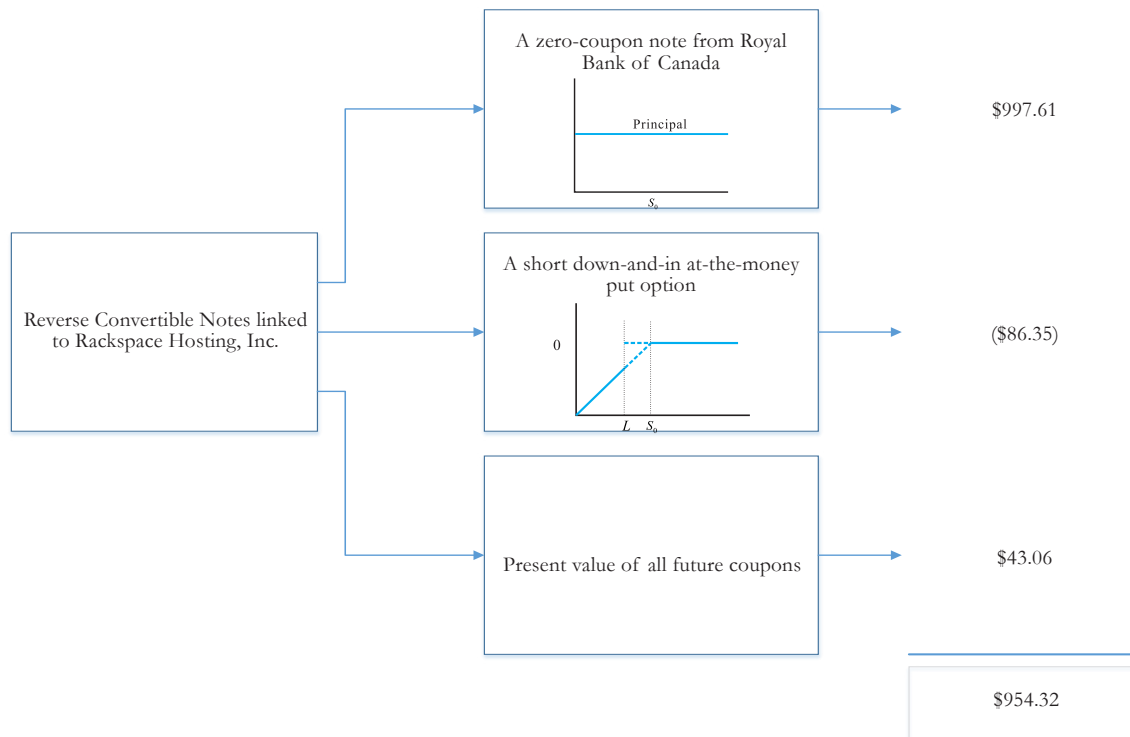 A zero-coupon note from Royal
Bank of Canada
Principal
S₀
$997.61
Reverse Convertible Notes linked
to Rackspace Hosting, Inc.
A short down-and-in at-the-money
put option
0
L S₀
($86.35)
Present value of all future coupons
$43.06
$954.32